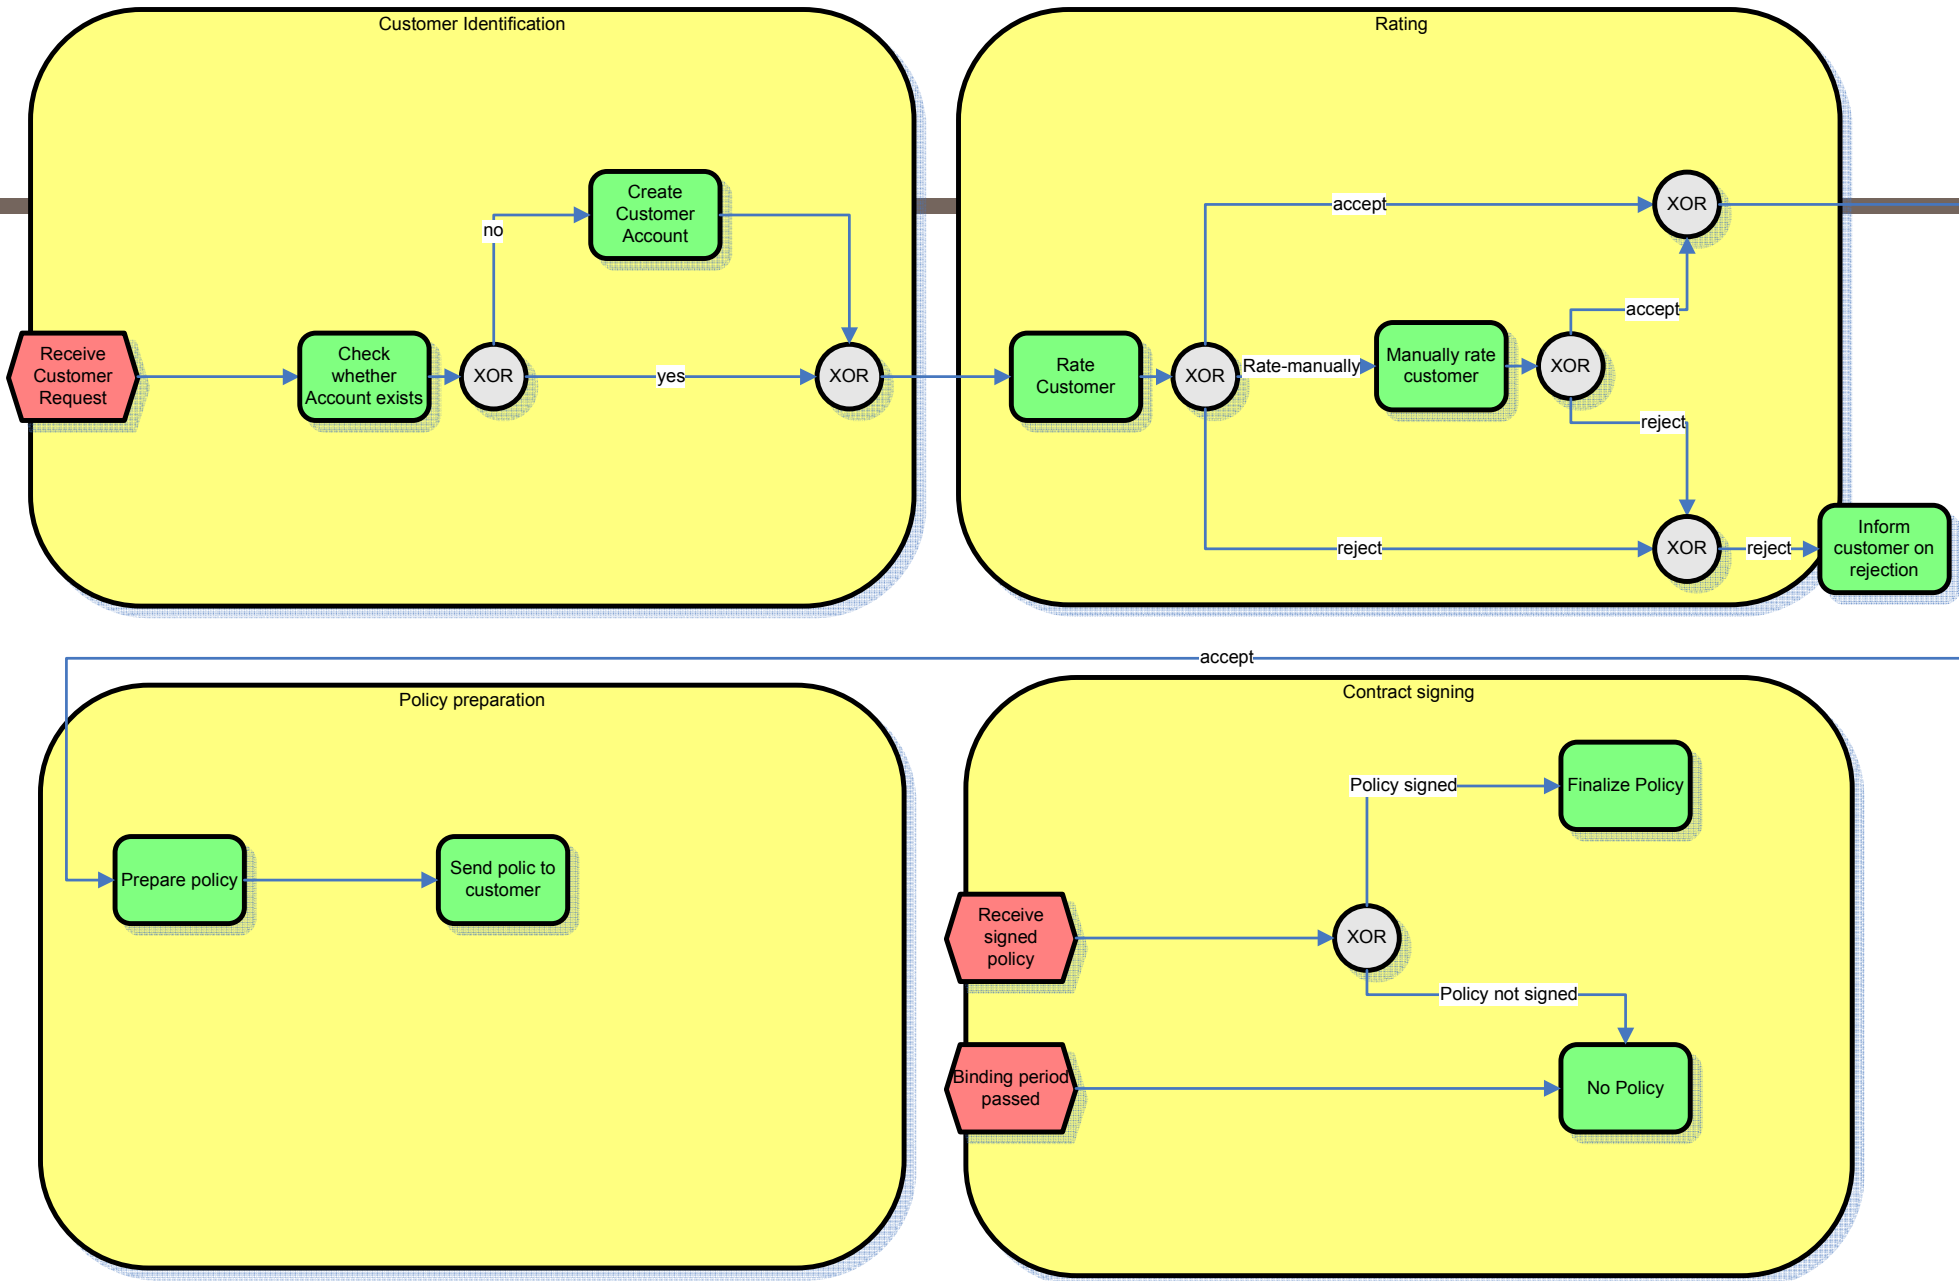 Customer Identification
Receive
Customer
Request
Check
whether
Account exists
XOR
no
Create
Customer
Account
yes
XOR
Rating
Rate
Customer
XOR
accept
Rate-manually
reject
Manually rate
customer
XOR
accept
reject
XOR
XOR
reject
Inform
customer on
rejection
accept
Policy preparation
Prepare policy
Send polic to
customer
Contract signing
Receive
signed
policy
XOR
Policy signed
Finalize Policy
Policy not signed
Binding period
passed
No Policy